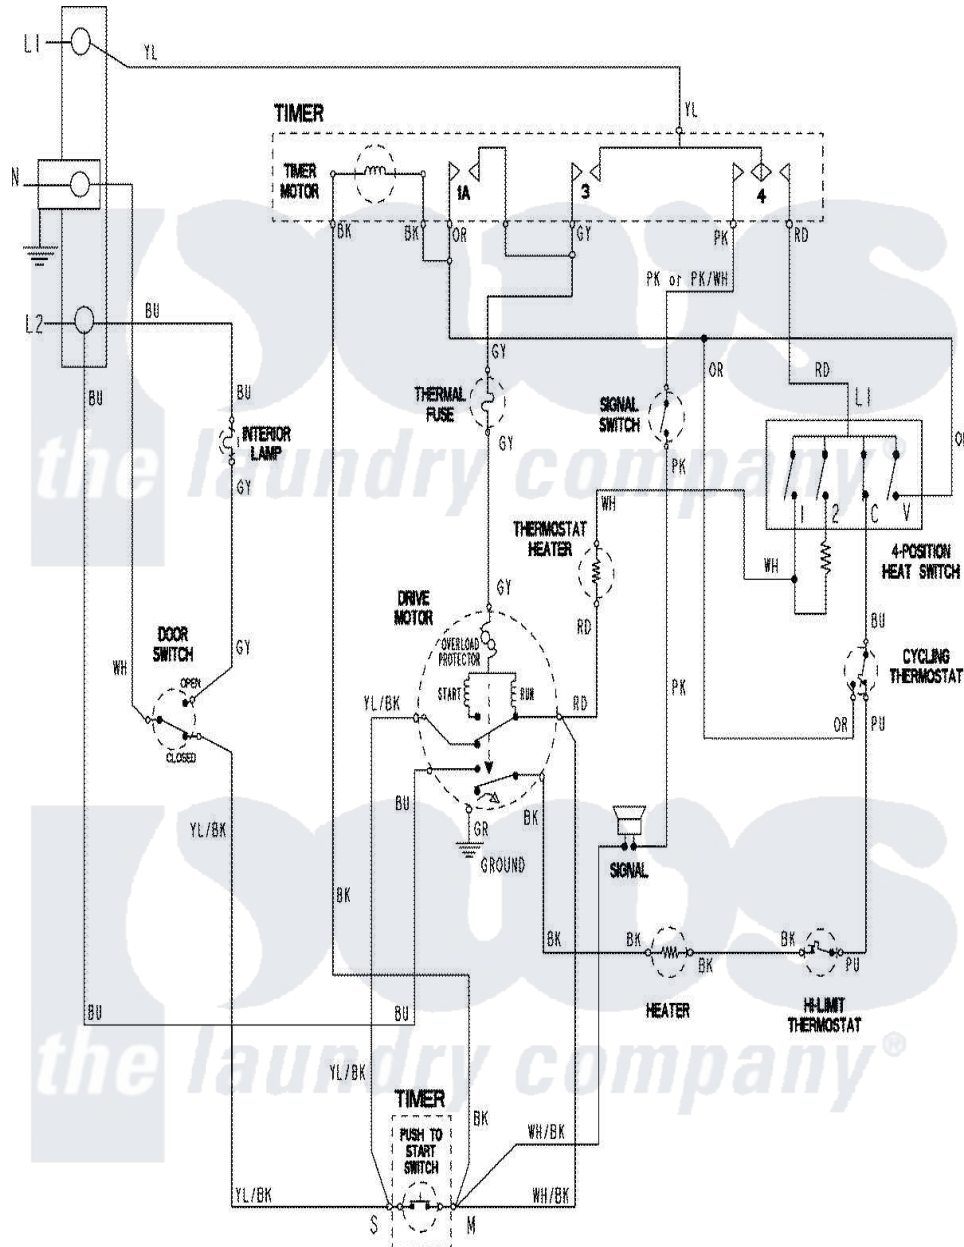 L1
YL
YL
TIMER
TIMER MOTOR
1A
3
4
N
BK
BK
OR
GY
PK
RD
PK or PK/WH
L2
BU
BU
BU
GY
OR
RD
L1
THERMAL
FUSE
SIGNAL
SWITCH
INTERIOR
LAMP
GY
GY
PK
OR
the laundry company®
WH
1
2
C
V
THERMOSTAT
HEATER
4-POSITION
HEAT SWITCH
WH
GY
DRIVE
MOTOR
RD
BU
DOOR
SWITCH
GY
WH
OVERLOAD
PROTECTOR
CYCLING
THERMOSTAT
OPEN
START
RUN
YL/BK
RD
PK
OR
PU
CLOSED
BU
BK
YL/BK
GR
GROUND
SIGNAL
BK
BK
BK
BK
BK
PU
HEATER
HI-LIMIT
THERMOSTAT
BU
BU
the laundry company®
YL/BK
TIMER
BK
PUSH TO
START
SWITCH
WH/BK
YL/BK
WH/BK
S
M